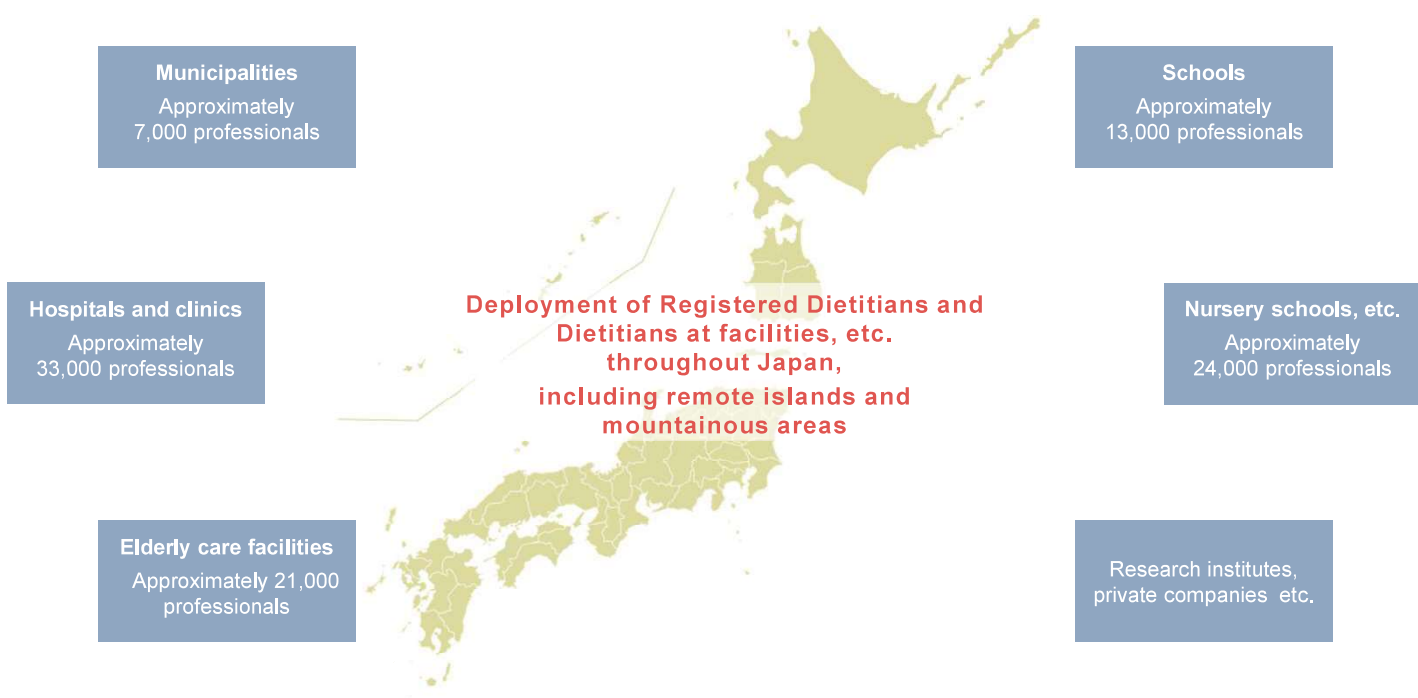 Municipalities
Approximately
7,000 professionals
Schools
Approximately
13,000 professionals
Hospitals and clinics
Approximately
33,000 professionals
Deployment of Registered Dietitians and
Dietitians at facilities, etc.
throughout Japan,
including remote islands and
mountainous areas
Nursery schools, etc.
Approximately
24,000 professionals
Elderly care facilities
Approximately 21,000
professionals
Research institutes,
private companies etc.